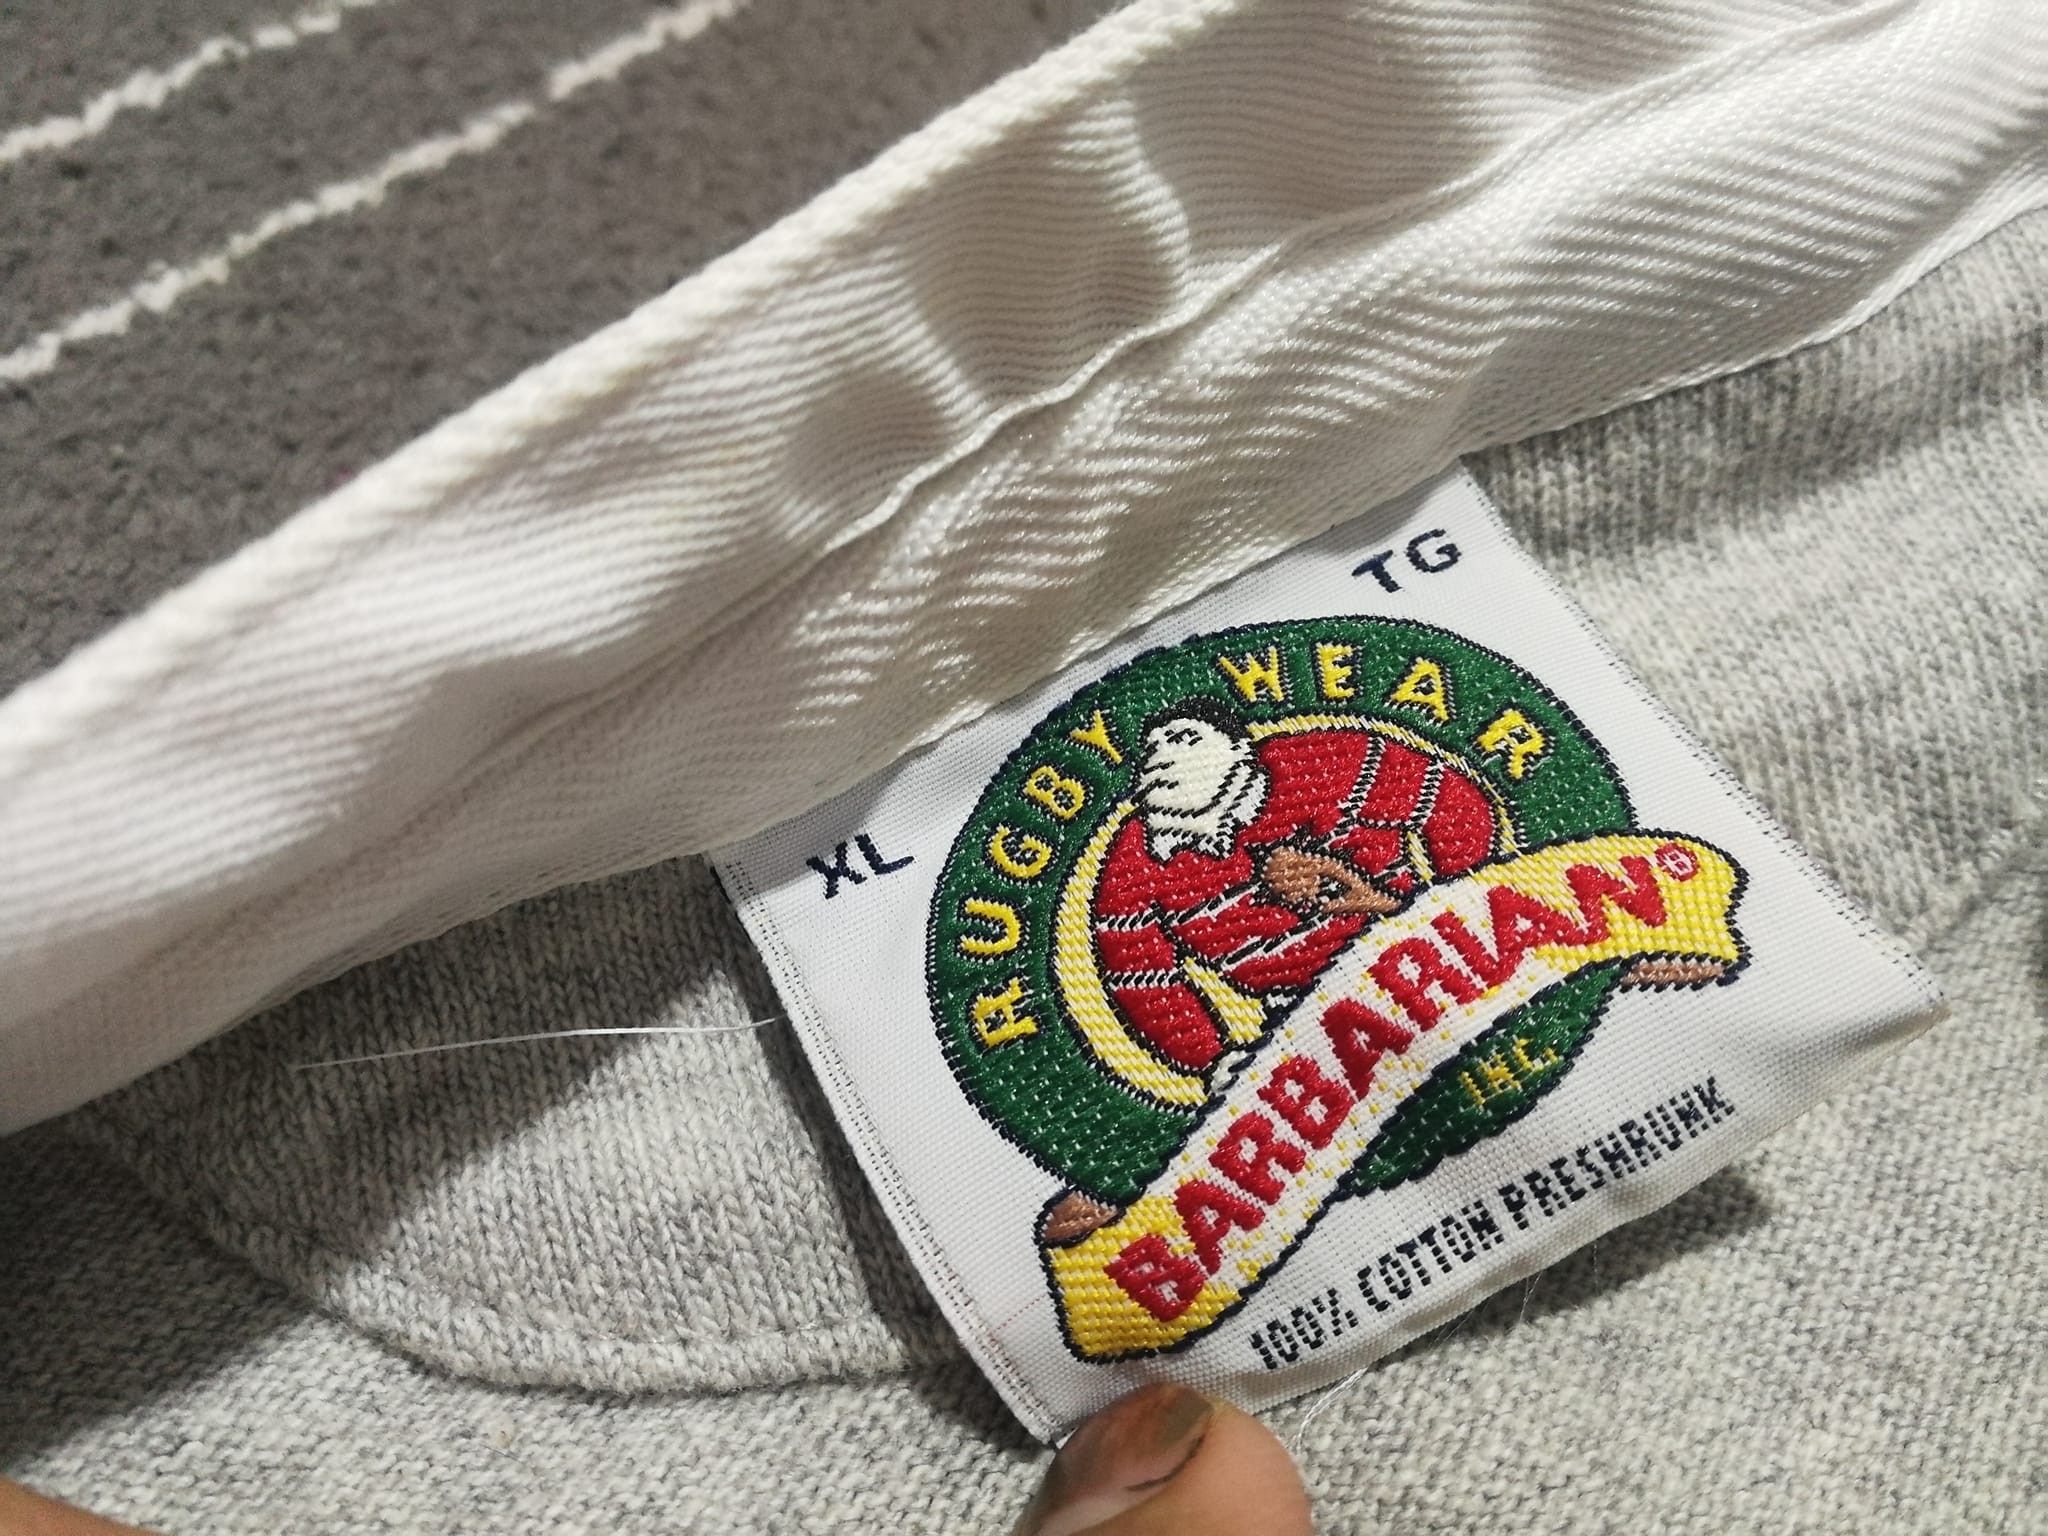 XL TG
RUGBY WEAR
BARBARIAN®
INC.
100% COTTON PRESHRUNK